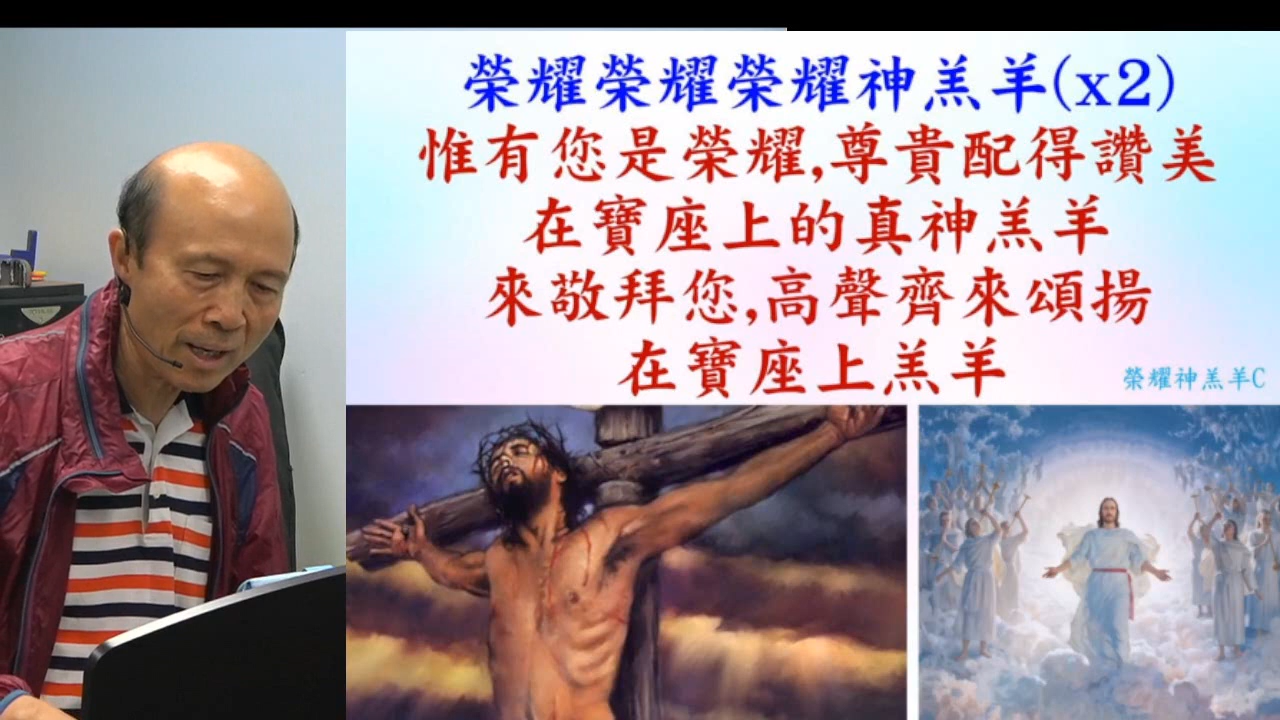 榮耀榮耀榮耀神羔羊(x2)
惟有您是榮耀,尊貴配得讚美
在寶座上的真神羔羊
來敬拜您,高聲齊來頌揚
在寶座上羔羊
榮耀神羔羊C